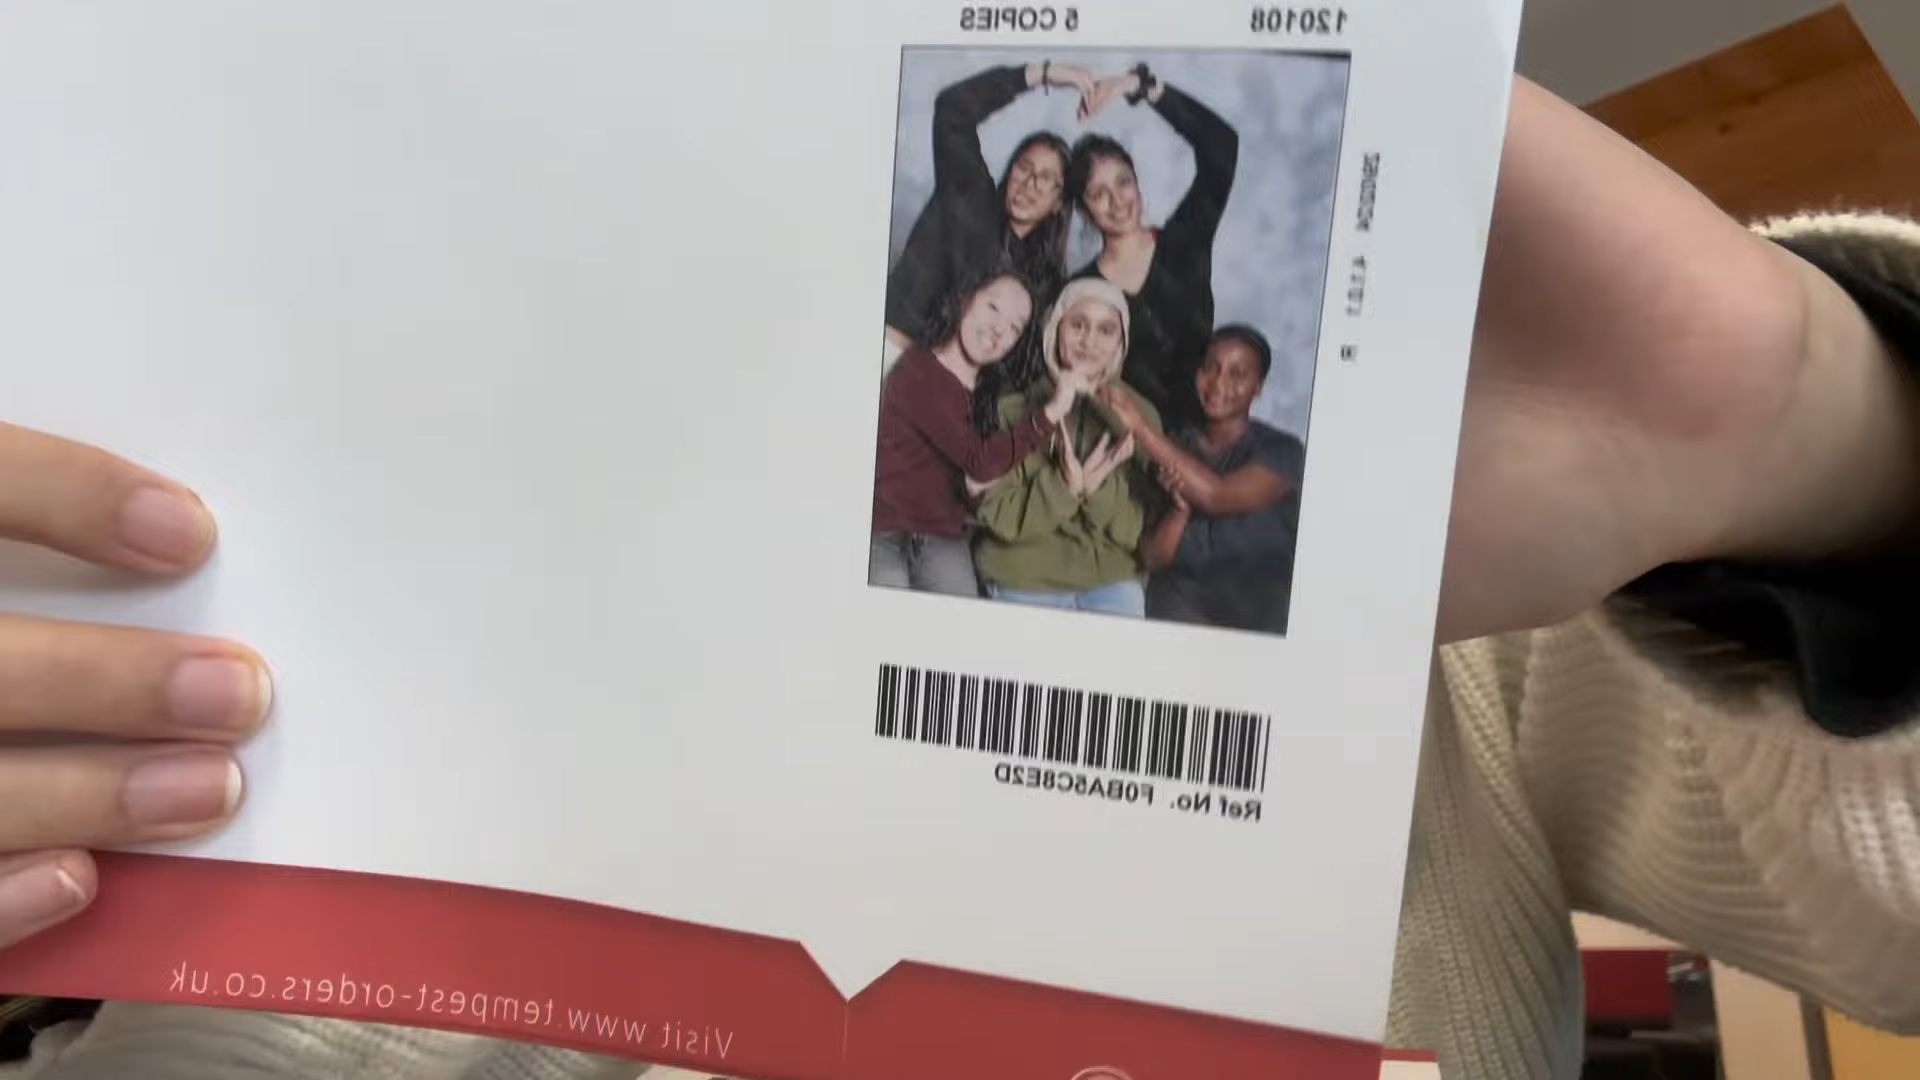 120108 5 COPIES
Ref No. F0BA5C8E2D
Visit www.tempest-orders.co.uk